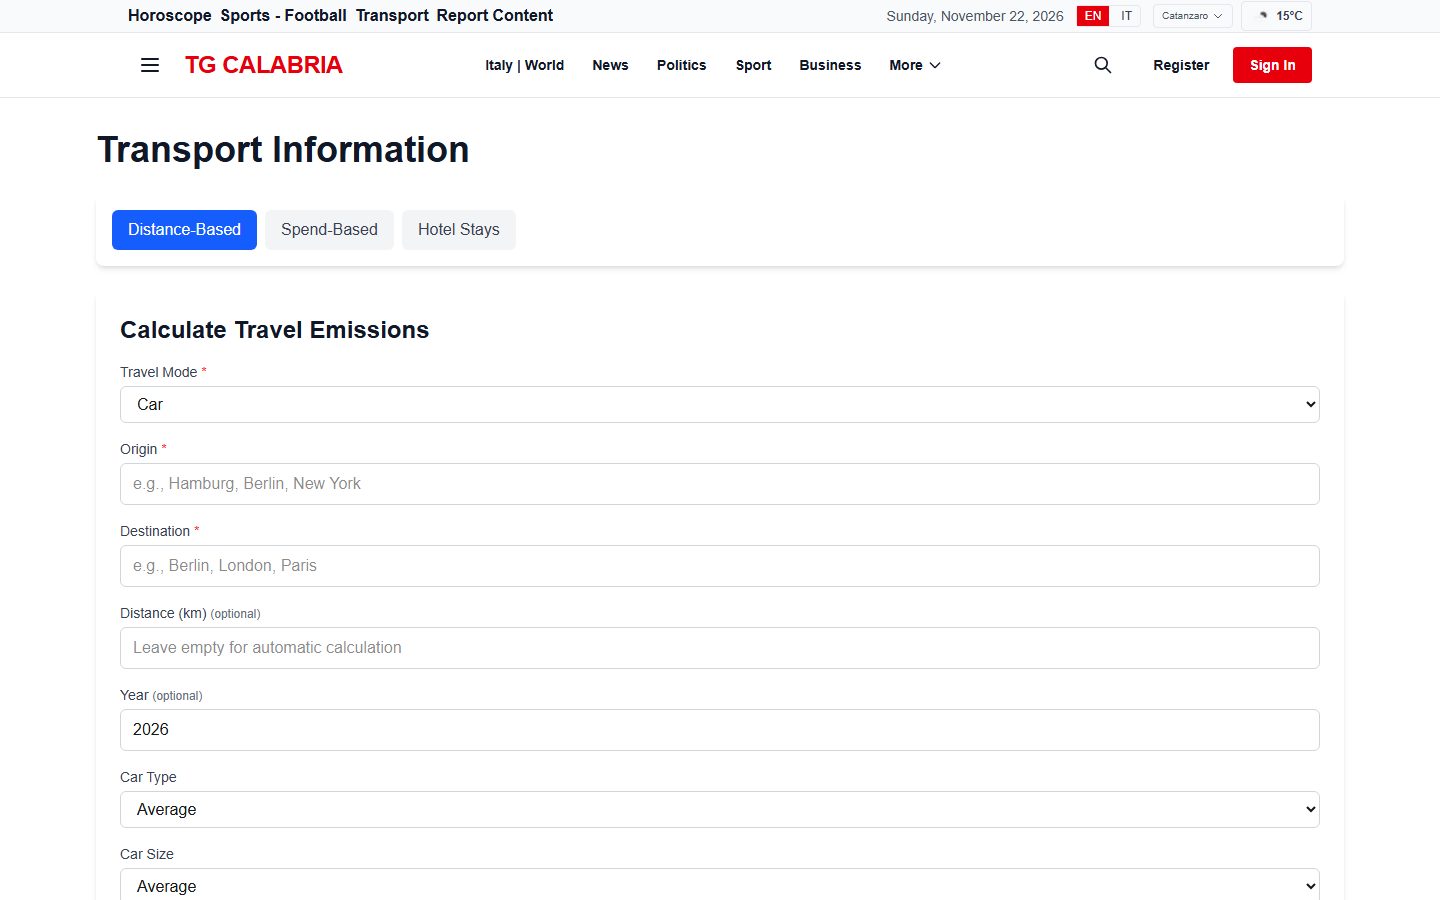 Horoscope Sports - Football Transport Report Content Sunday, November 22, 2026 EN IT Catanzaro 15°C
TG CALABRIA Italy | World News Politics Sport Business More Register Sign In
Transport Information
Distance-Based Spend-Based Hotel Stays
Calculate Travel Emissions
Travel Mode *
Car
Origin *
e.g., Hamburg, Berlin, New York
Destination *
e.g., Berlin, London, Paris
Distance (km) (optional)
Leave empty for automatic calculation
Year (optional)
2026
Car Type
Average
Car Size
Average